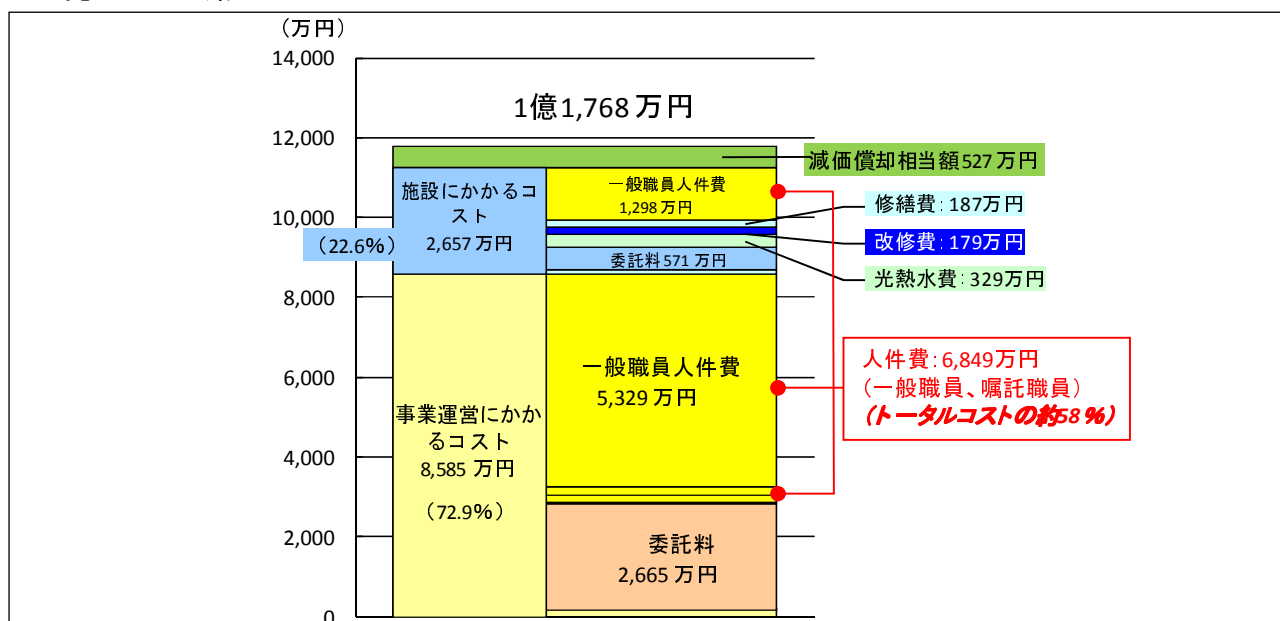 （万円）
14,000
12,000
10,000
8,000
6,000
4,000
2,000
0
1億1,768万円
減価償却相当額527万円
施設にかかるコ
スト
2,657万円
（22.6％）
一般職員人件費
1,298万円
修繕費：187万円
改修費：179万円
委託料571万円
光熱水費：329万円
一般職員人件費
5,329万円
人件費：6,849万円
（一般職員、嘱託職員）
（トータルコストの約58％）
事業運営にかか
るコスト
8,585万円
（72.9％）
委託料
2,665万円